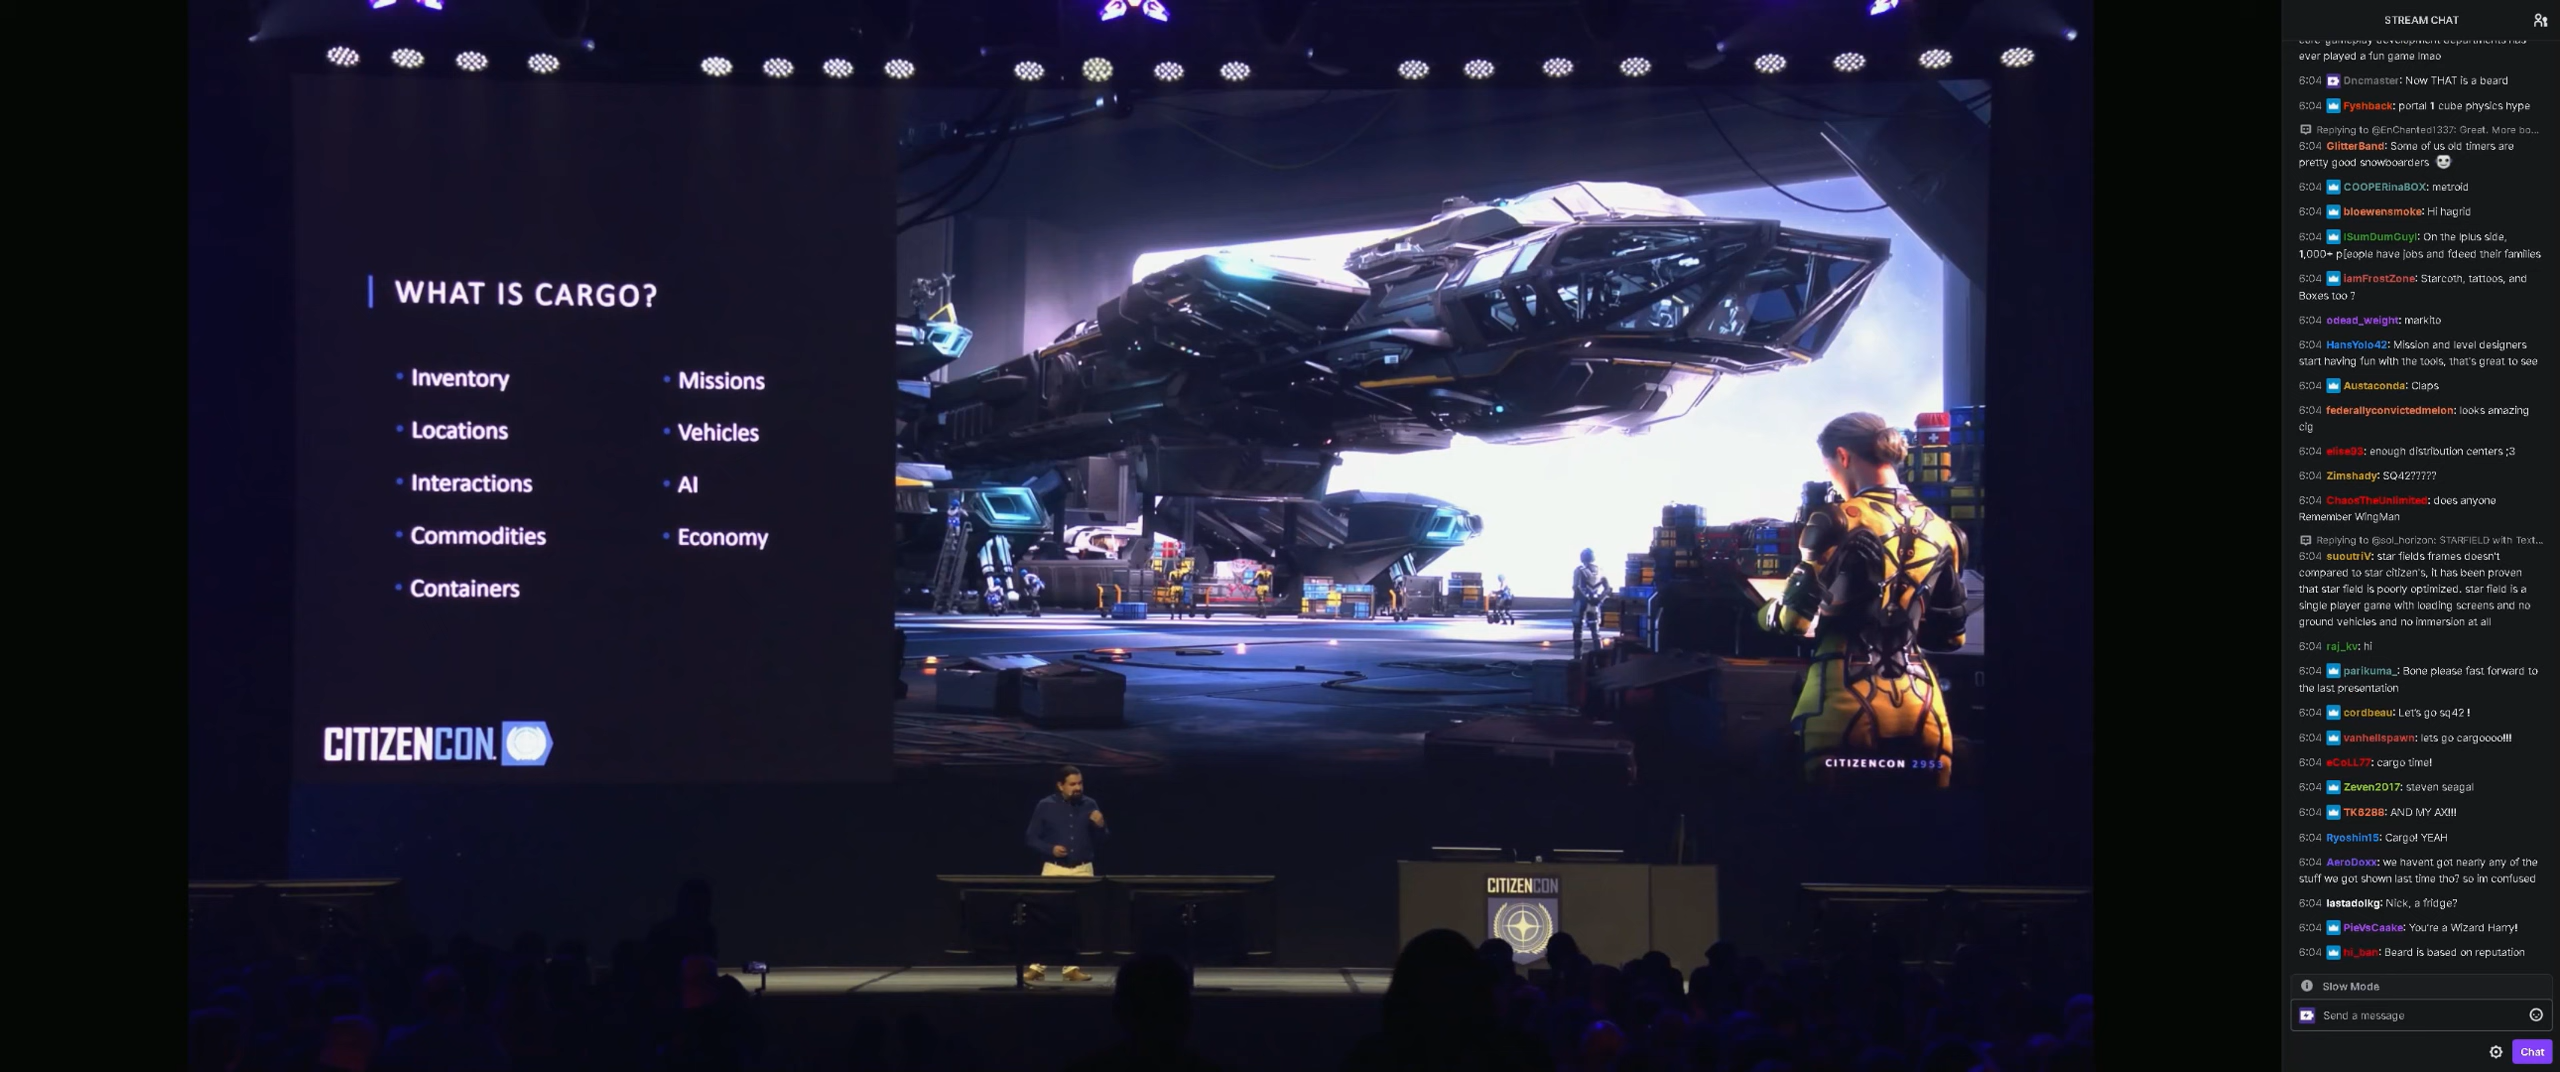 WHAT IS CARGO?
• Inventory
• Locations
• Interactions
• Commodities
• Containers
• Missions
• Vehicles
• AI
• Economy
CITIZENCON
CITIZENCON 2953
CITIZENCON
STREAM CHAT
ever played a fun game lmao
6:04 Dncmaster: Now THAT is a beard
6:04 Fyshback: portal 1 cube physics hype
Replying to @EnChanted1337: Great. More bo...
6:04 GlitterBand: Some of us old timers are
pretty good snowboarders
6:04 COOPERinaBOX: metroid
6:04 bloewensmoke: Hi hagrid
6:04 ISumDumGuyI: On the lplus side,
1,000+ p[eople have jobs and fdeed their families
6:04 iamFrostZone: Starcoth, tattoos, and
Boxes too ?
6:04 odead_weight: markito
6:04 HansYolo42: Mission and level designers
start having fun with the tools, that's great to see
6:04 Austaconda: Claps
6:04 federallyconvictedmelon: looks amazing
cig
6:04 elise93: enough distribution centers ;3
6:04 Zimshady: SQ42?????
6:04 ChaosTheUnlimited: does anyone
Remember WingMan
Replying to @sol_horizon: STARFIELD with Text...
6:04 suoutriV: star fields frames doesn't
compared to star citizen's, it has been proven
that star field is poorly optimized. star field is a
single player game with loading screens and no
ground vehicles and no immersion at all
6:04 raj_kv: hi
6:04 parikuma_: Bone please fast forward to
the last presentation
6:04 cordbeau: Let's go sq42 !
6:04 vanhellspawn: lets go cargoooo!!!
6:04 eCoLL77: cargo time!
6:04 Zeven2017: steven seagal
6:04 TK6288: AND MY AX!!!
6:04 Ryoshin15: Cargo! YEAH
6:04 AeroDoxx: we havent got nearly any of the
stuff we got shown last time tho? so im confused
6:04 lastadolkg: Nick, a fridge?
6:04 PieVsCaake: You're a Wizard Harry!
6:04 hi_ban: Beard is based on reputation
Slow Mode
Send a message
Chat